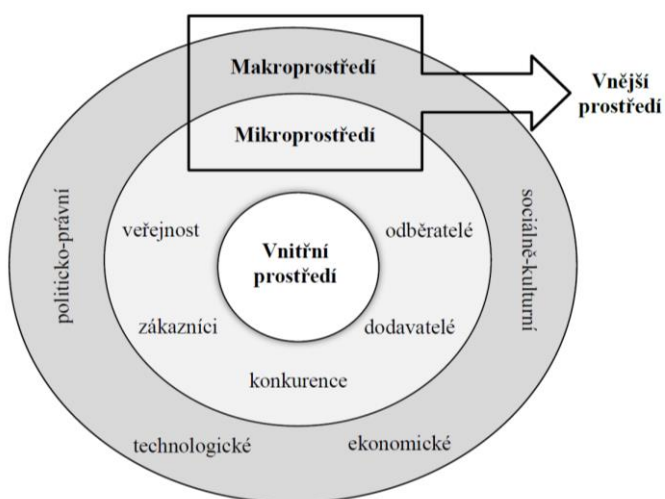 Makroprostředí
Vnější
prostředí
Mikroprostředí
politicko-právní
sociálně-kulturní
veřejnost
odběratelé
Vnitřní
prostředí
zákazníci
dodavatelé
konkurence
technologické
ekonomické